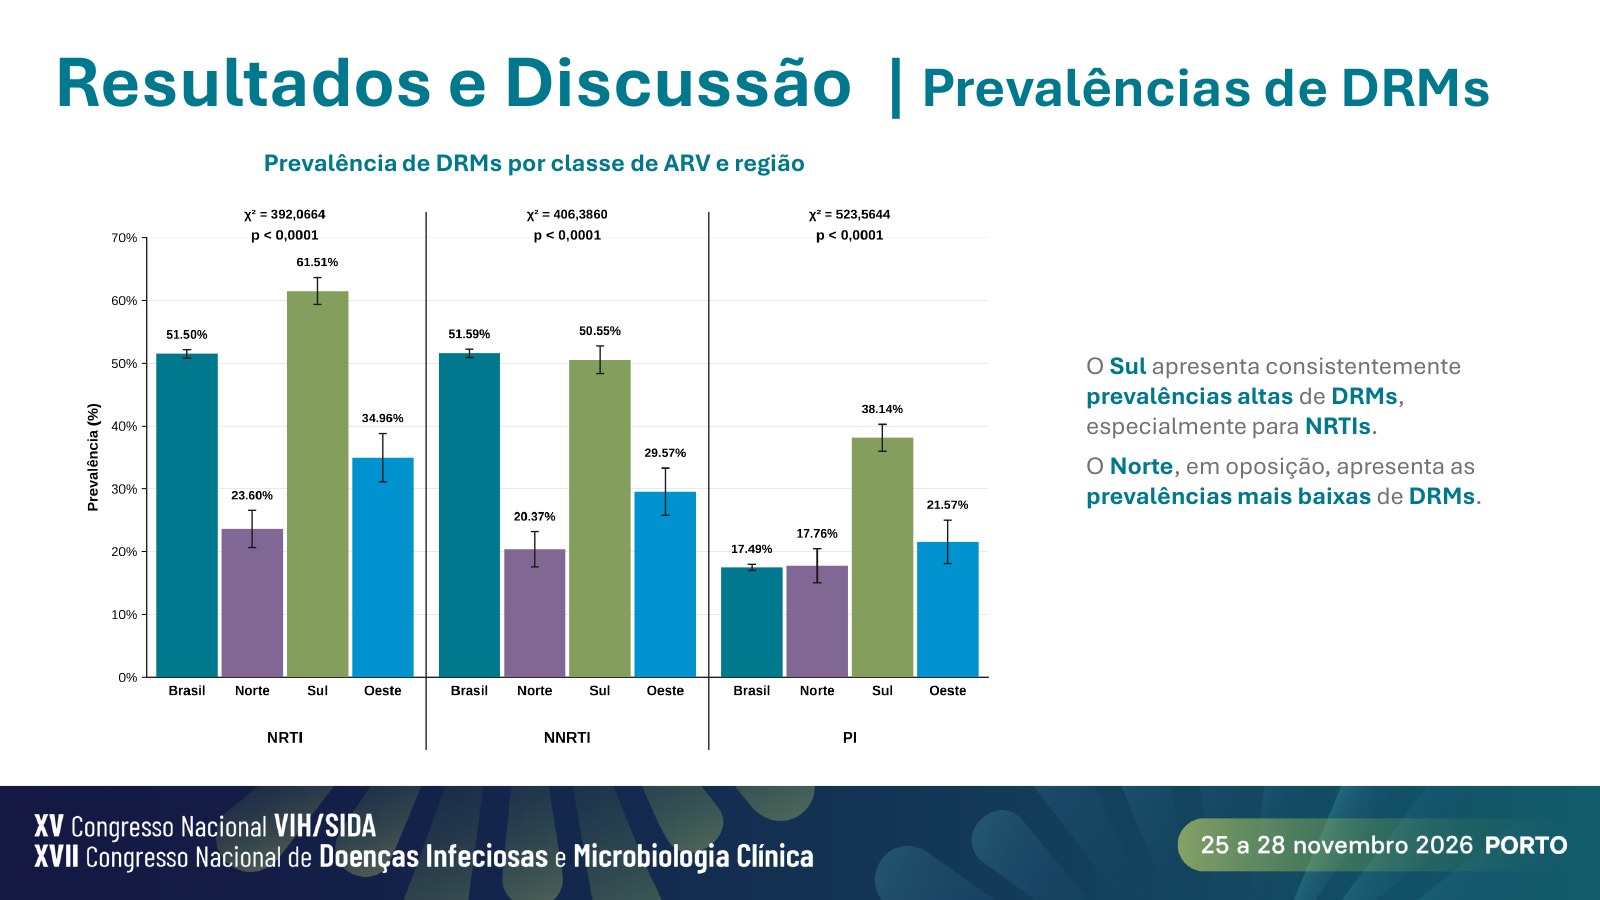 Resultados e Discussão | Prevalências de DRMs
Prevalência de DRMs por classe de ARV e região
χ² = 392,0664
p < 0,0001
χ² = 406,3860
p < 0,0001
χ² = 523,5644
p < 0,0001
Prevalência (%)
70%
60%
50%
40%
30%
20%
10%
0%
51.50%
23.60%
61.51%
34.96%
51.59%
20.37%
50.55%
29.57%
17.49%
17.76%
38.14%
21.57%
Brasil Norte Sul Oeste Brasil Norte Sul Oeste Brasil Norte Sul Oeste
NRTI NNRTI PI
O Sul apresenta consistentemente
prevalências altas de DRMs,
especialmente para NRTIs.
O Norte, em oposição, apresenta as
prevalências mais baixas de DRMs.
XV Congresso Nacional VIH/SIDA
XVII Congresso Nacional de Doenças Infeciosas e Microbiologia Clínica
25 a 28 novembro 2026 PORTO